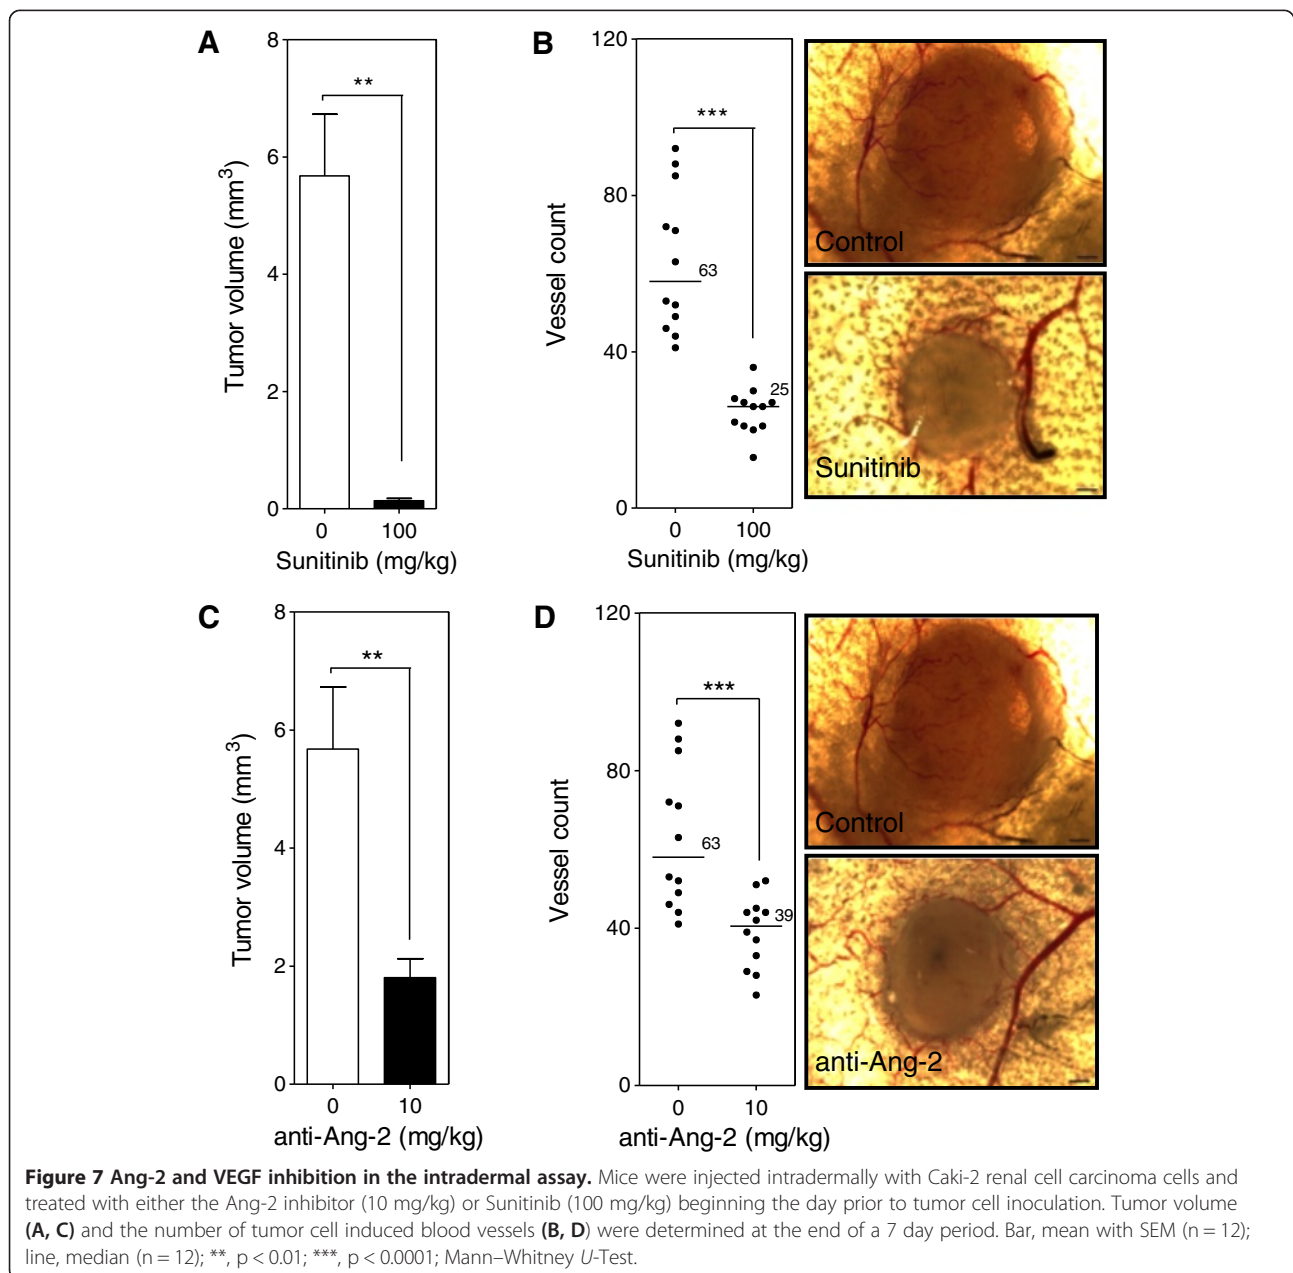 A
8
6
4
2
0
**
Tumor volume (mm3)
0 100
Sunitinib (mg/kg)
B
120
80
40
0
***
63
25
Vessel count
0 100
Sunitinib (mg/kg)
Control
Sunitinib
C
8
6
4
2
0
**
Tumor volume (mm3)
0 10
anti-Ang-2 (mg/kg)
D
120
80
40
0
***
63
39
Vessel count
0 10
anti-Ang-2 (mg/kg)
Control
anti-Ang-2
Figure 7 Ang-2 and VEGF inhibition in the intradermal assay. Mice were injected intradermally with Caki-2 renal cell carcinoma cells and
treated with either the Ang-2 inhibitor (10 mg/kg) or Sunitinib (100 mg/kg) beginning the day prior to tumor cell inoculation. Tumor volume
(A, C) and the number of tumor cell induced blood vessels (B, D) were determined at the end of a 7 day period. Bar, mean with SEM (n = 12);
line, median (n = 12); **, p < 0.01; ***, p < 0.0001; Mann–Whitney U-Test.